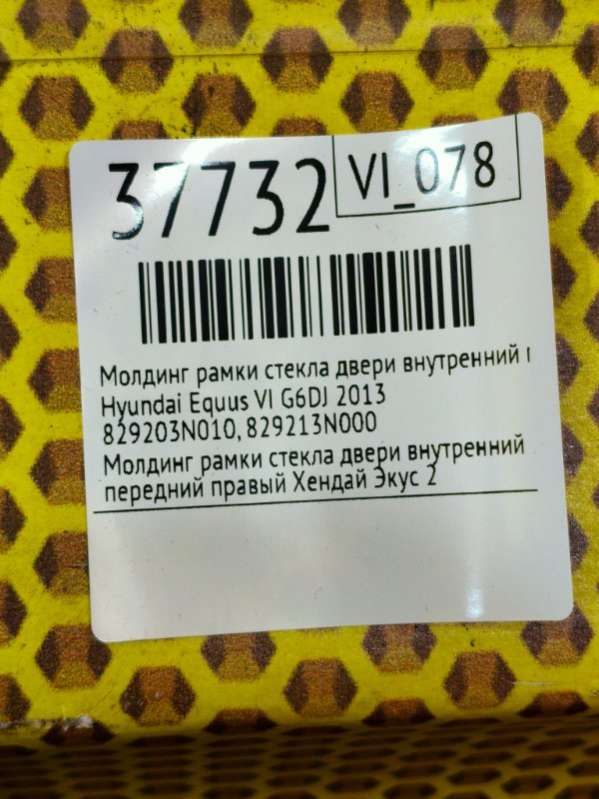 37732
VI_078
Молдинг рамки стекла двери внутренний
Hyundai Equus VI G6DJ 2013
829203N010, 829213N000
Молдинг рамки стекла двери внутренний
передний правый Хендай Экус 2